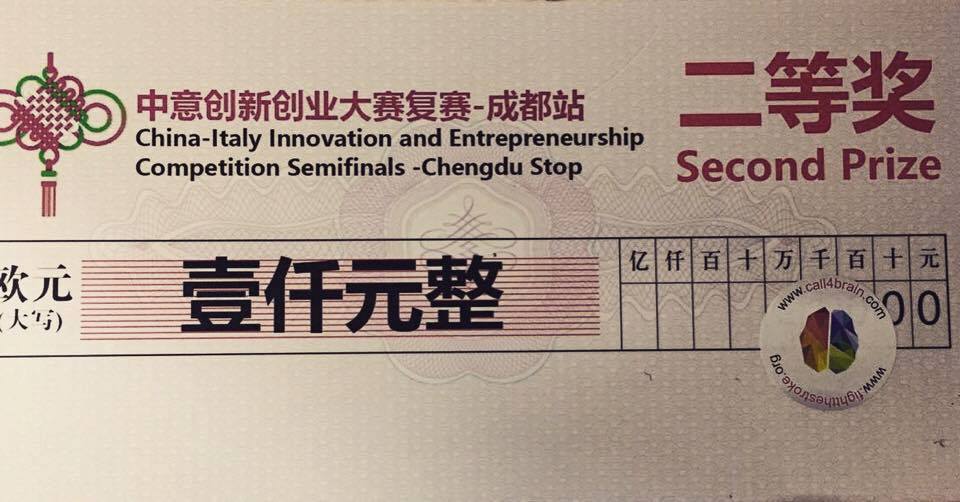 中意创新创业大赛复赛-成都站
China-Italy Innovation and Entrepreneurship
Competition Semifinals -Chengdu Stop
二等奖
Second Prize
欧元
(大写)
壹仟元整
亿 仟 百 十 万 千 百 十 元
00
www.call4brain.com
www.fightthestroke.org